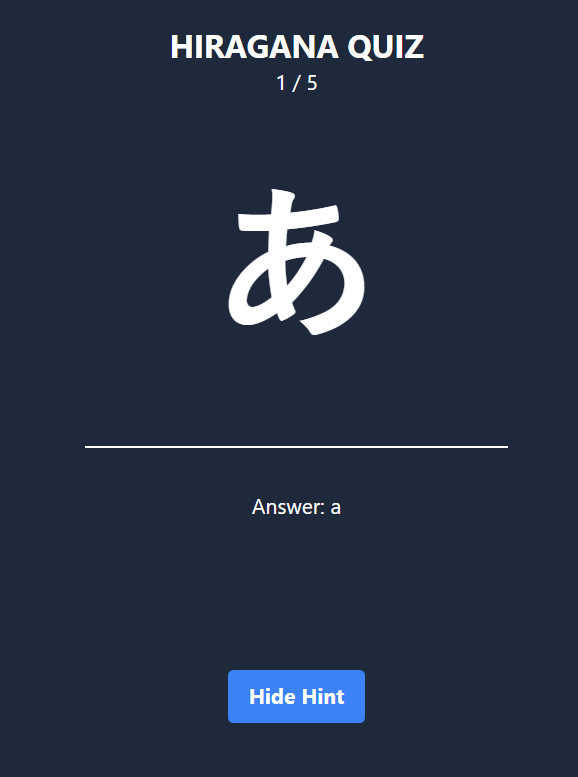 HIRAGANA QUIZ
1 / 5
あ
Answer: a
Hide Hint